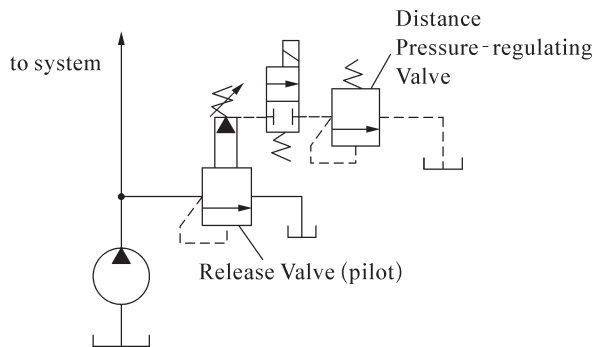 Distance
Pressure-regulating
Valve
to system
Release Valve (pilot)